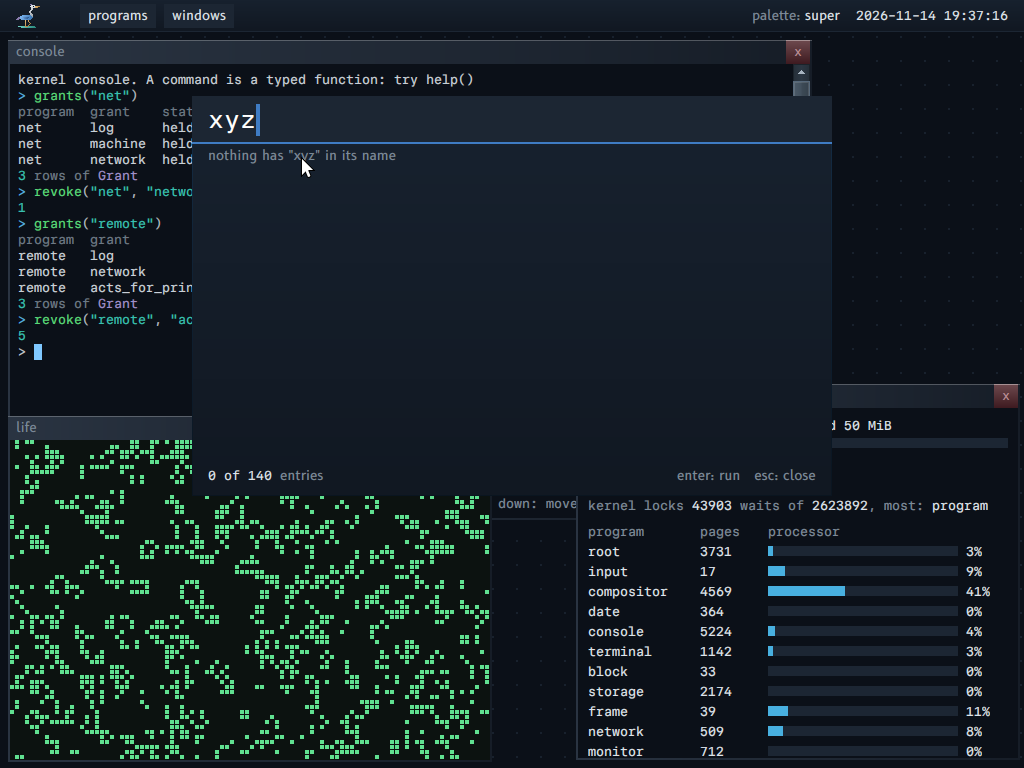 programs windows palette: super 2026-11-14 19:37:16
console x
kernel console. A command is a typed function: try help()
> grants("net")
program grant stat
net log held
net machine held
net network held
3 rows of Grant
> revoke("net", "netwo
1
> grants("remote")
program grant
remote log
remote network
remote acts_for_prin
3 rows of Grant
> revoke("remote", "ac
5
>
xyz
nothing has "xyz" in its name
0 of 140 entries enter: run esc: close
life
down: move
x
d 50 MiB
kernel locks 43903 waits of 2623892, most: program
program pages processor
root 3731 3%
input 17 9%
compositor 4569 41%
date 364 0%
console 5224 4%
terminal 1142 3%
block 33 0%
storage 2174 0%
frame 39 11%
network 509 8%
monitor 712 0%